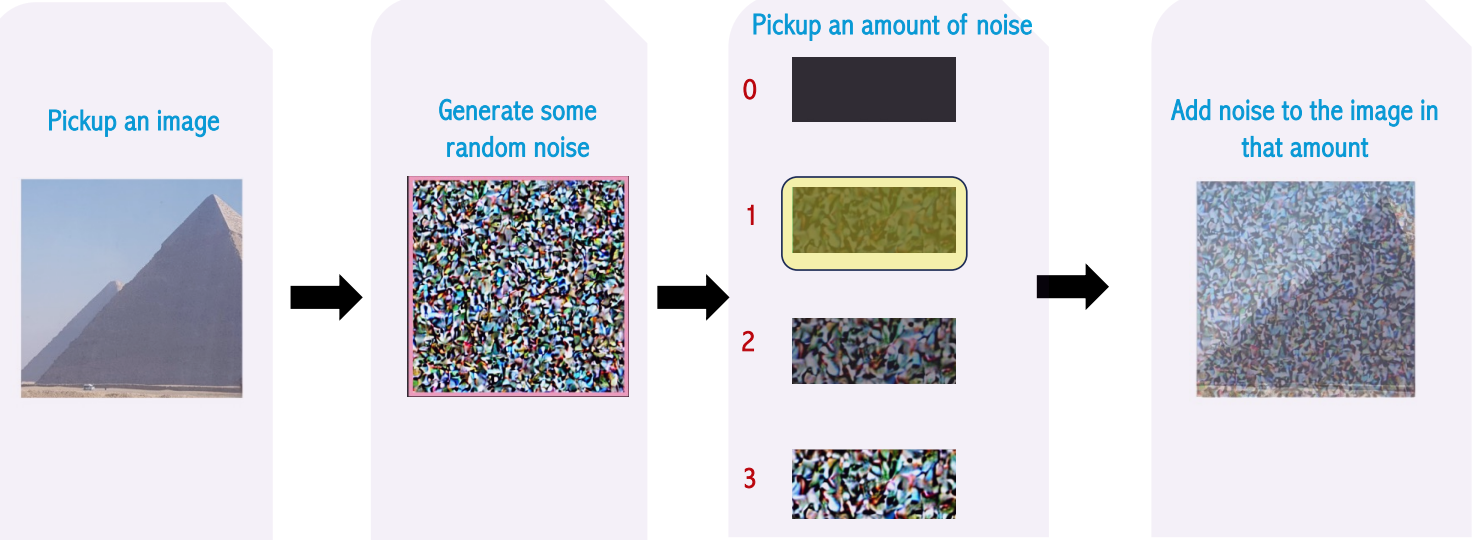 Pickup an image
Generate some
random noise
Pickup an amount of noise
0
1
2
3
Add noise to the image in
that amount